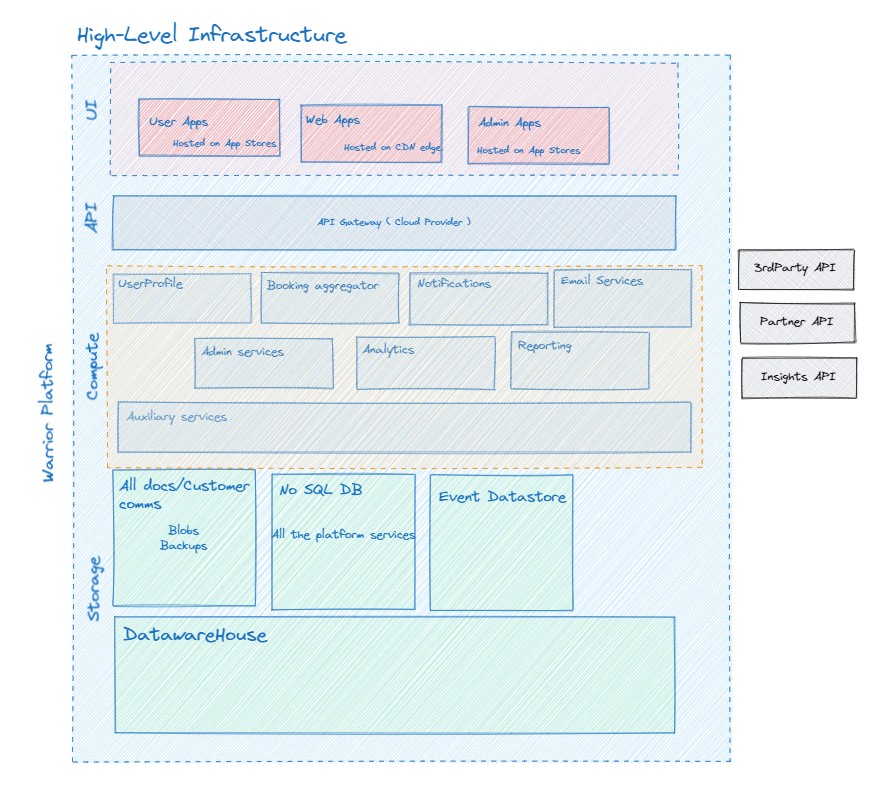 High-Level Infrastructure
Warrior Platform
UI
User Apps
Hosted on App Stores
Web Apps
Hosted on CDN edge
Admin Apps
Hosted on App Stores
API
API Gateway ( Cloud Provider )
Compute
UserProfile
Booking aggregator
Notifications
Email Services
Admin services
Analytics
Reporting
Auxiliary services
3rdParty API
Partner API
Insights API
Storage
All docs/Customer
comms
Blobs
Backups
No SQL DB
All the platform services
Event Datastore
DatawareHouse